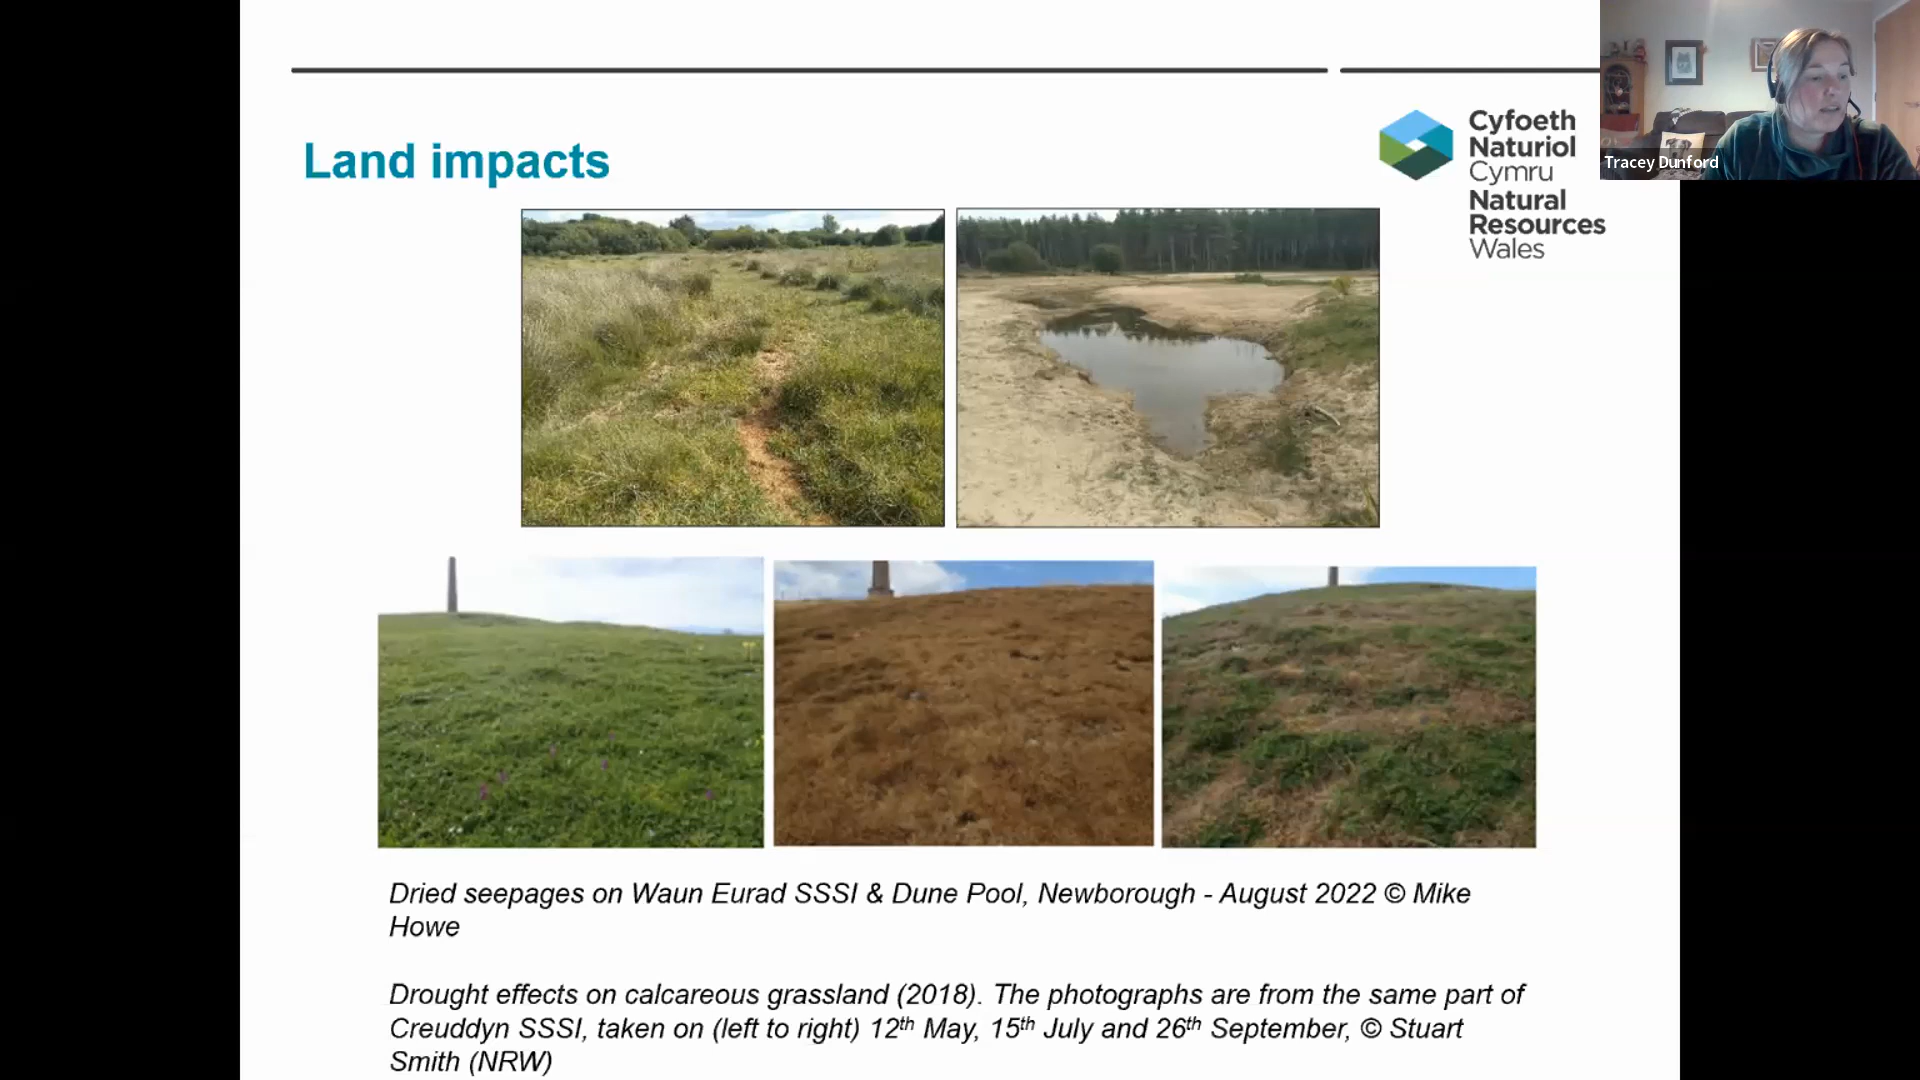 Land impacts
Cyfoeth
Naturiol
Cymru
Natural
Resources
Wales
Tracey Dunford
Dried seepages on Waun Eurad SSSI & Dune Pool, Newborough - August 2022 © Mike
Howe
Drought effects on calcareous grassland (2018). The photographs are from the same part of
Creuddyn SSSI, taken on (left to right) 12th May, 15th July and 26th September, © Stuart
Smith (NRW)